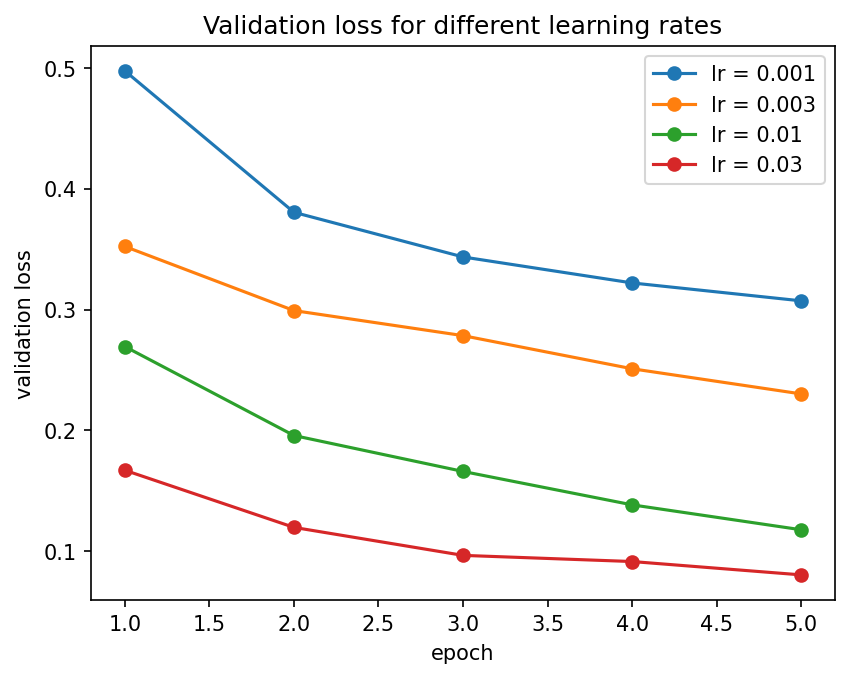 Validation loss for different learning rates
lr = 0.001
lr = 0.003
lr = 0.01
lr = 0.03
validation loss
0.5
0.4
0.3
0.2
0.1
1.0 1.5 2.0 2.5 3.0 3.5 4.0 4.5 5.0
epoch